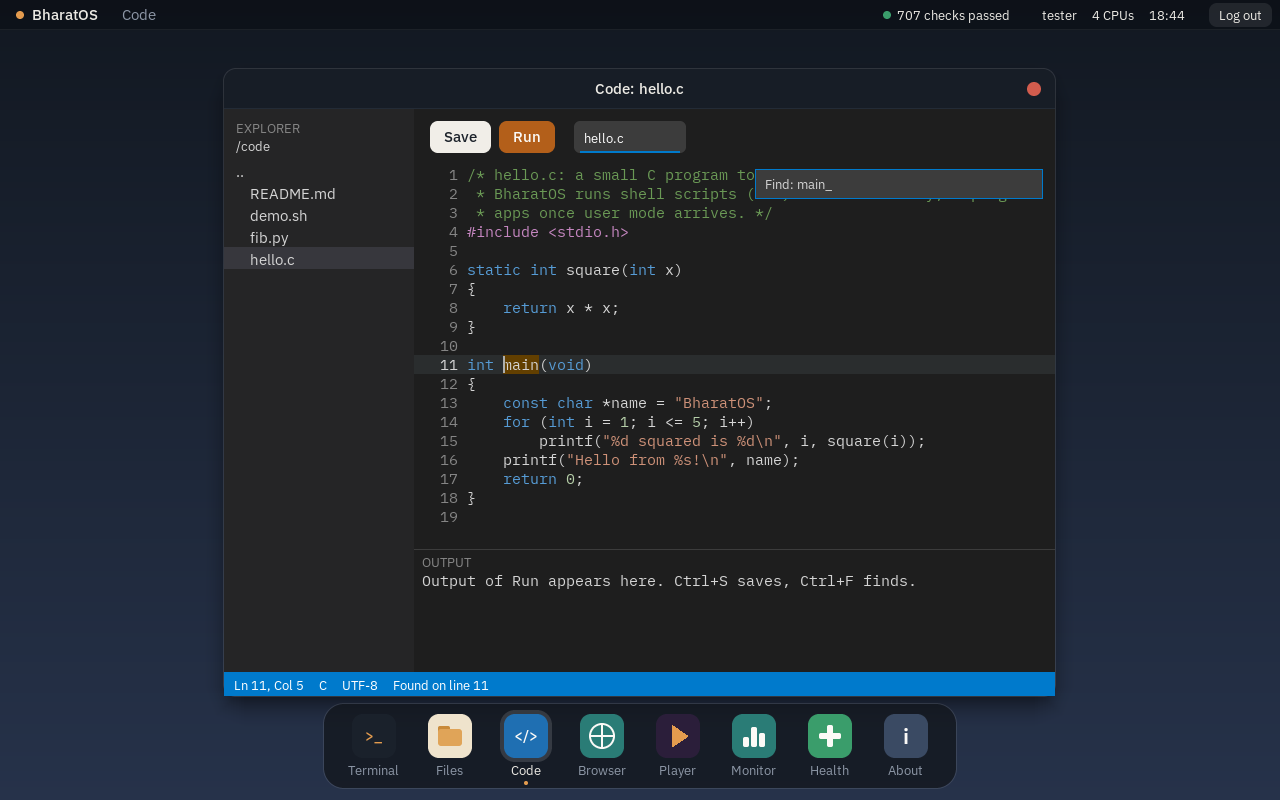 BharatOS Code 707 checks passed tester 4 CPUs 18:44 Log out
Code: hello.c
EXPLORER
/code
..
README.md
demo.sh
fib.py
hello.c
Save Run hello.c
Find: main_
1 /* hello.c: a small C program to
2 * BharatOS runs shell scripts (
3 * apps once user mode arrives. */
4 #include <stdio.h>
5
6 static int square(int x)
7 {
8 return x * x;
9 }
10
11 int main(void)
12 {
13 const char *name = "BharatOS";
14 for (int i = 1; i <= 5; i++)
15 printf("%d squared is %d\n", i, square(i));
16 printf("Hello from %s!\n", name);
17 return 0;
18 }
19
OUTPUT
Output of Run appears here. Ctrl+S saves, Ctrl+F finds.
Ln 11, Col 5 C UTF-8 Found on line 11
>_ </> i
Terminal Files Code Browser Player Monitor Health About